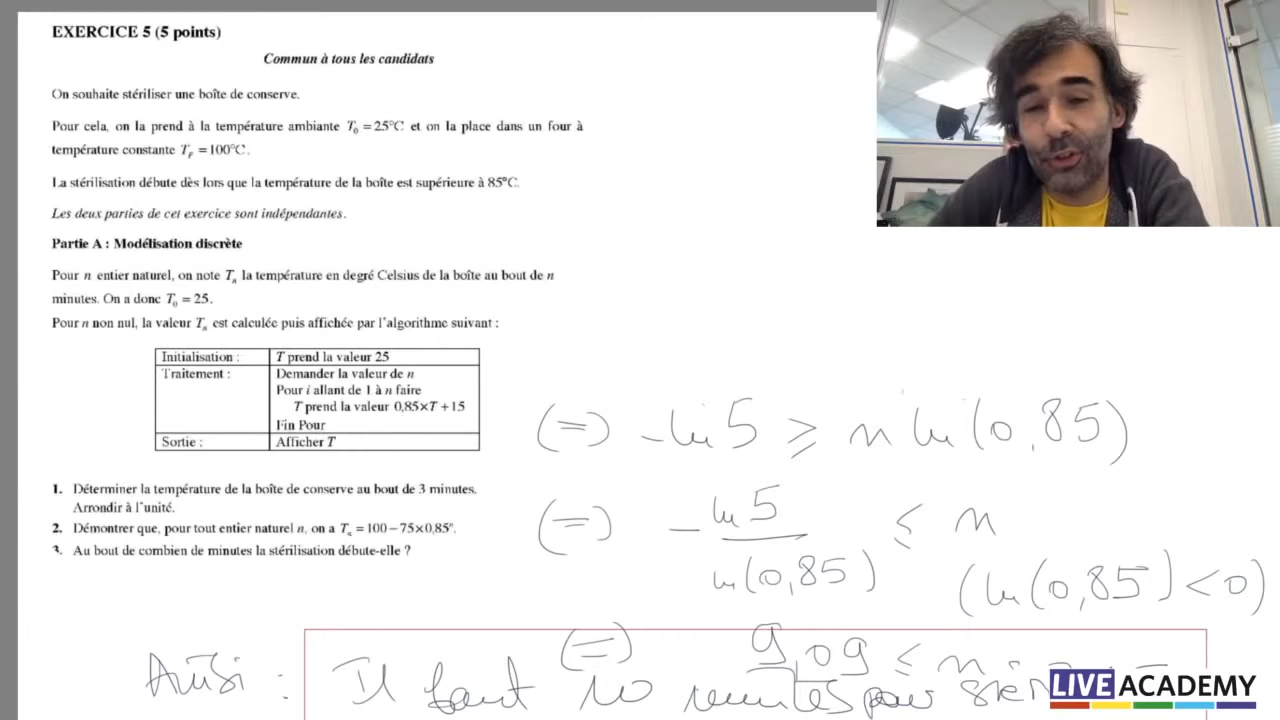 EXERCICE 5 (5 points)
Commun à tous les candidats
On souhaite stériliser une boîte de conserve.
Pour cela, on la prend à la température ambiante T₀ = 25°C et on la place dans un four à
température constante T_F = 100°C.
La stérilisation débute dès lors que la température de la boîte est supérieure à 85°C.
Les deux parties de cet exercice sont indépendantes.
Partie A : Modélisation discrète
Pour n entier naturel, on note Tₙ la température en degré Celsius de la boîte au bout de n
minutes. On a donc T₀ = 25.
Pour n non nul, la valeur Tₙ est calculée puis affichée par l'algorithme suivant :
Initialisation : T prend la valeur 25
Traitement : Demander la valeur de n
Pour i allant de 1 à n faire
T prend la valeur 0,85×T+15
Fin Pour
Sortie : Afficher T
1. Déterminer la température de la boîte de conserve au bout de 3 minutes.
Arrondir à l'unité.
2. Démontrer que, pour tout entier naturel n, on a Tₙ = 100 – 75×0,85ⁿ.
3. Au bout de combien de minutes la stérilisation débute-elle ?
(=) -ln 5 ⩾ n ln(0,85)
(=) - ln 5 / ln(0,85) ≤ n
(ln(0,85) < 0)
(=) 9,09 ≤ n
Ainsi : Il faut 10 minutes pour
LIVE ACADEMY